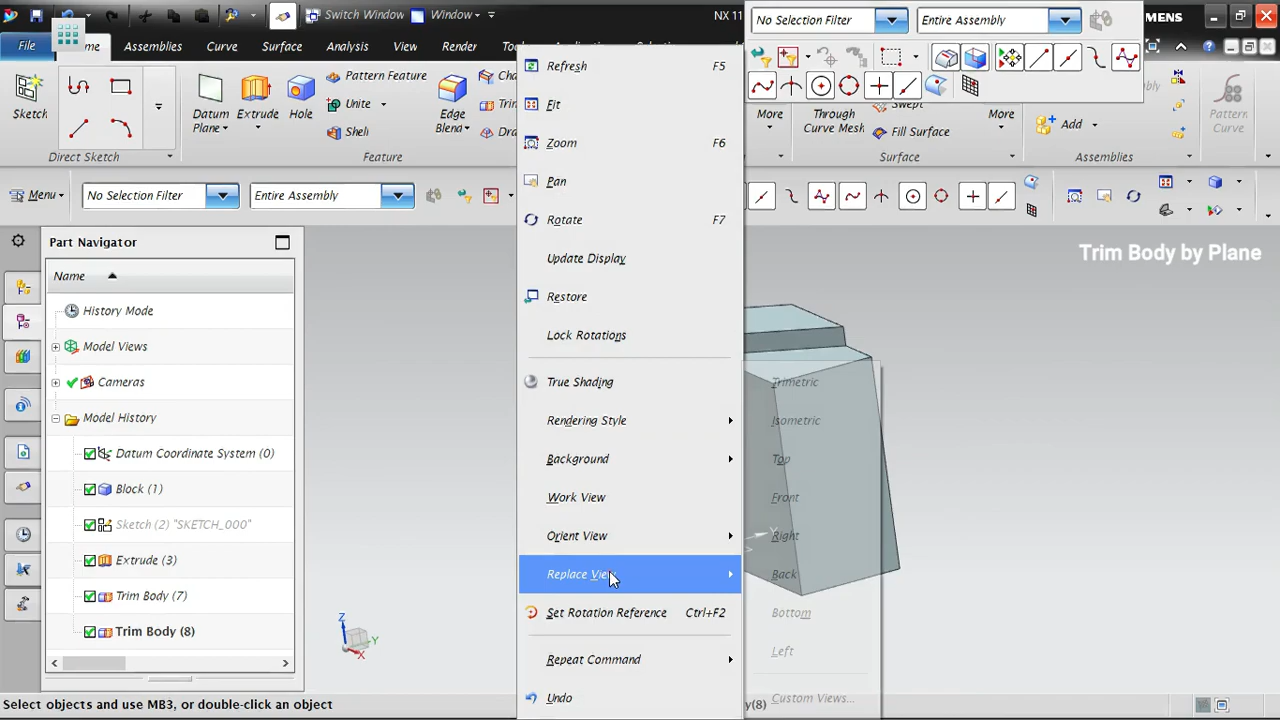 Switch Window
Window
NX 11
No Selection Filter
Entire Assembly
MENS
File
me
Assemblies
Curve
Surface
Analysis
View
Render
Sketch
Direct Sketch
Datum
Plane
Extrude
Hole
Pattern Feature
Unite
Shell
Edge
Blend
Feature
More
Through
Curve Mesh
Swept
Fill Surface
More
Surface
Add
Assemblies
Pattern
Curve
Menu
No Selection Filter
Entire Assembly
Refresh F5
Fit
Zoom F6
Pan
Rotate F7
Update Display
Restore
Lock Rotations
True Shading
Rendering Style
Background
Work View
Orient View
Replace View
Set Rotation Reference Ctrl+F2
Repeat Command
Undo
Trimetric
Isometric
Top
Front
Right
Back
Bottom
Left
Custom Views...
Part Navigator
Name
History Mode
Model Views
Cameras
Model History
Datum Coordinate System (0)
Block (1)
Sketch (2) "SKETCH_000"
Extrude (3)
Trim Body (7)
Trim Body (8)
Trim Body by Plane
Z
Y
X
Y
Select objects and use MB3, or double-click an object
y(8)